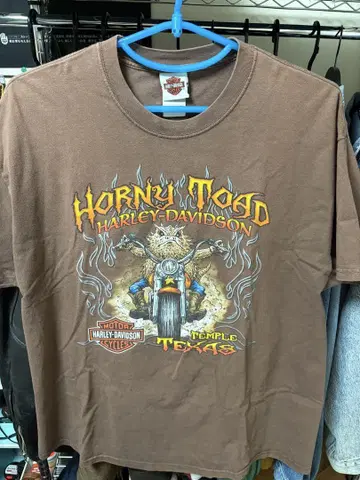 HORNY TOAD
HARLEY-DAVIDSON
MOTOR
HARLEY-DAVIDSON
CYCLES
TEMPLE
TEXAS